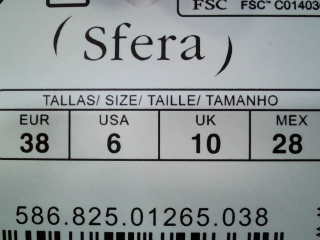 FSC FSC™ C01403
( Sfera )
TALLAS/ SIZE/ TAILLE/ TAMANHO
EUR USA UK MEX
38 6 10 28
586.825.01265.038